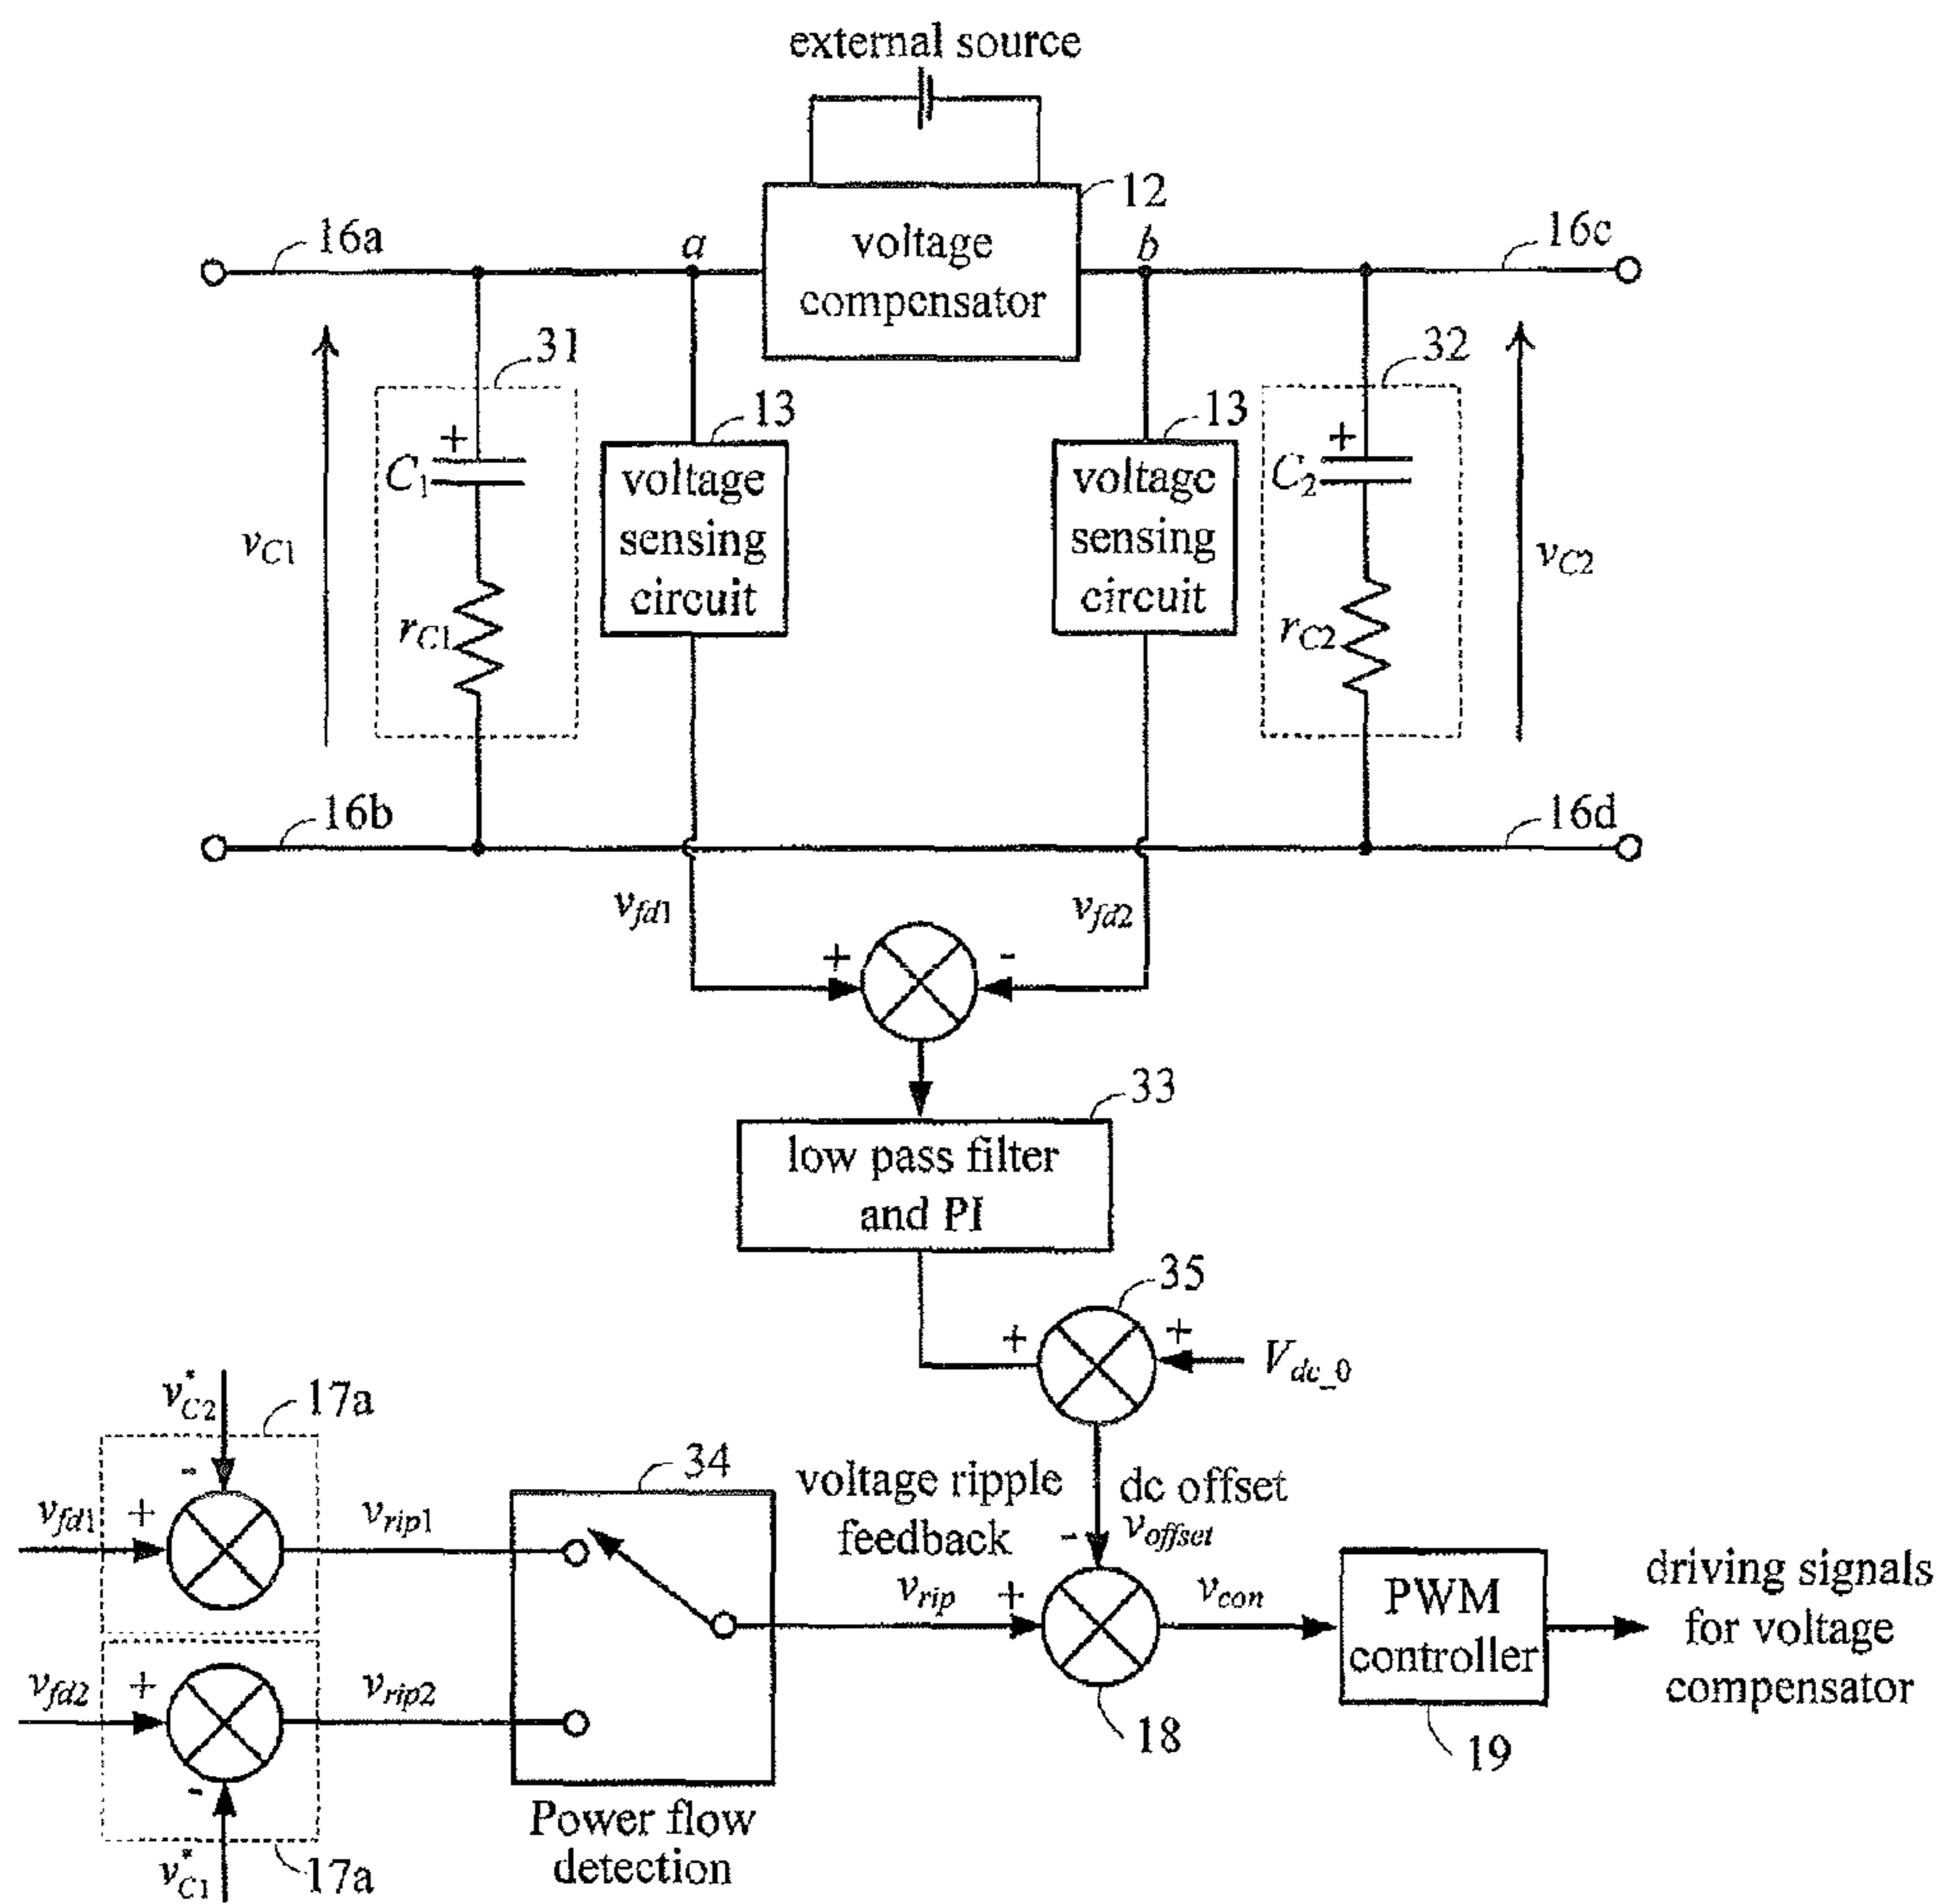 external source
12
16a
a
voltage
compensator
b
16c
31
13
13
32
+
C1
voltage
sensing
circuit
voltage
sensing
circuit
+
C2
vC1
vC2
rC1
rC2
16b
16d
vfd1
vfd2
+
-
33
low pass filter
and PI
35
+
+
Vdc_0
v*C2
17a
-
vfd1
+
vrip1
34
voltage ripple
feedback
dc offset
voffset
-
vrip
+
vcon
PWM
controller
driving signals
for voltage
compensator
vfd2
+
vrip2
18
19
-
Power flow
detection
v*C1
17a